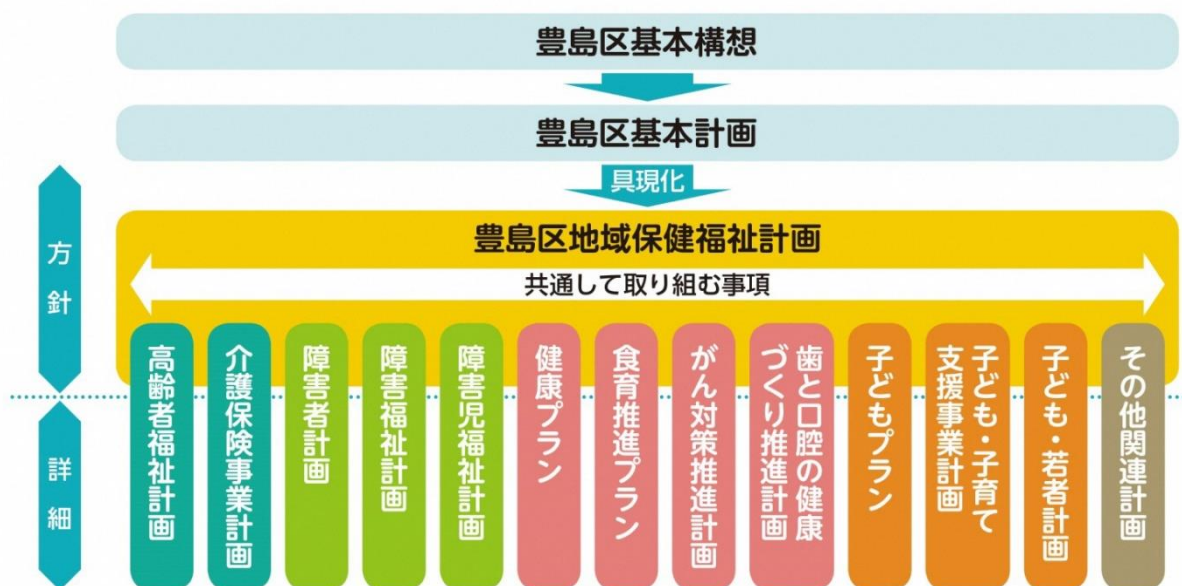 豊島区基本構想
豊島区基本計画
具現化
豊島区地域保健福祉計画
共通して取り組む事項
方針
詳細
高齢者福祉計画
介護保険事業計画
障害者計画
障害福祉計画
障害児福祉計画
健康プラン
食育推進プラン
がん対策推進計画
歯と口腔の健康
づくり推進計画
子どもプラン
子ども・子育て
支援事業計画
子ども・若者計画
その他関連計画